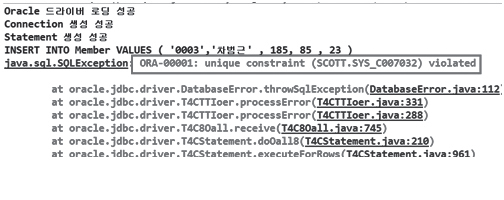 Oracle 드라이버 로딩 성공
Connection 생성 성공
Statement 생성 성공
INSERT INTO Member VALUES ( '0003','차범근' , 185, 85 , 23 )
java.sql.SQLException: ORA-00001: unique constraint (SCOTT.SYS_C007032) violated
at oracle.jdbc.driver.DatabaseError.throwSqlException(DatabaseError.java:112
at oracle.jdbc.driver.T4CTTIoer.processError(T4CTTIoer.java:331)
at oracle.jdbc.driver.T4CTTIoer.processError(T4CTTIoer.java:288)
at oracle.jdbc.driver.T4C8Oall.receive(T4C8Oall.java:745)
at oracle.jdbc.driver.T4CStatement.doOall8(T4CStatement.java:210)
at oracle.jdbc.driver.T4CStatement.executeForRows(T4CStatement.java:961)